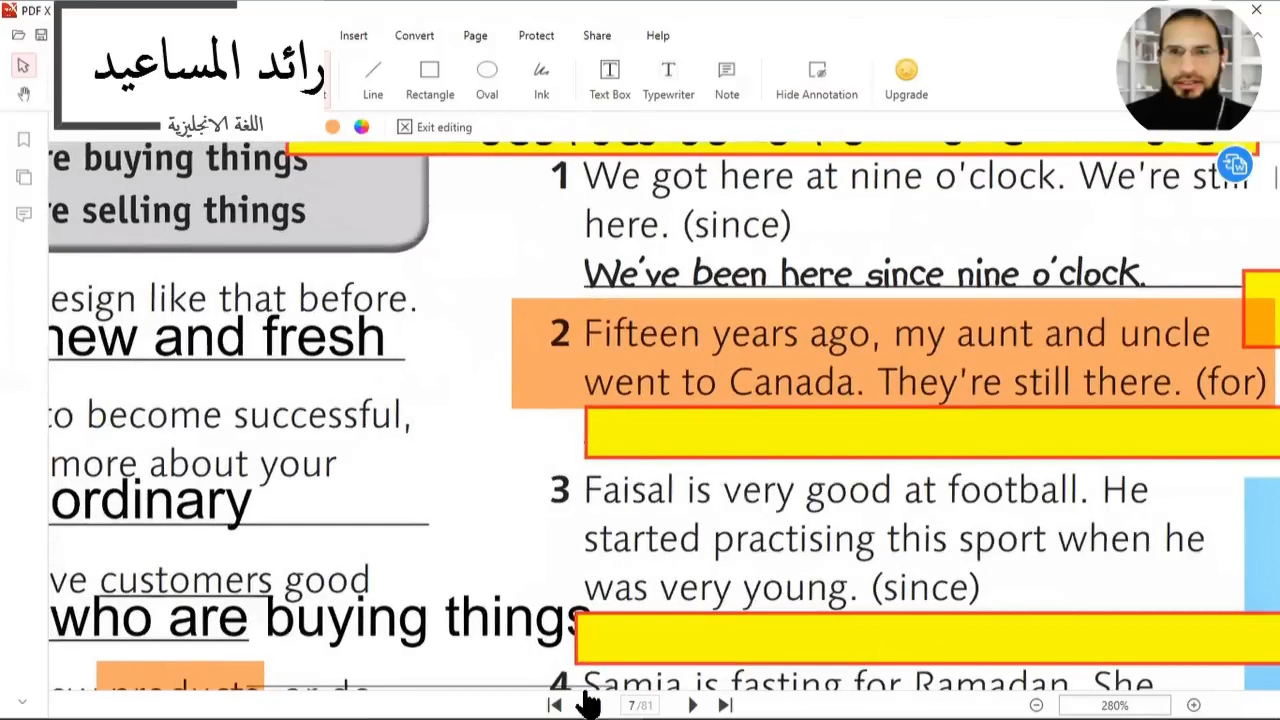 PDF X
رائد المساعيد
اللغة الانجليزية
Insert Convert Page Protect Share Help
Line Rectangle Oval Ink Text Box Typewriter Note Hide Annotation Upgrade
Exit editing
re buying things
re selling things
esign like that before.
new and fresh
to become successful,
more about your
ordinary
ve customers good
who are buying things
or do
1 We got here at nine o'clock. We're still
here. (since)
We've been here since nine o'clock.
2 Fifteen years ago, my aunt and uncle
went to Canada. They're still there. (for)
3 Faisal is very good at football. He
started practising this sport when he
was very young. (since)
4 Samia is fasting for Ramadan. She
7 /81
280%